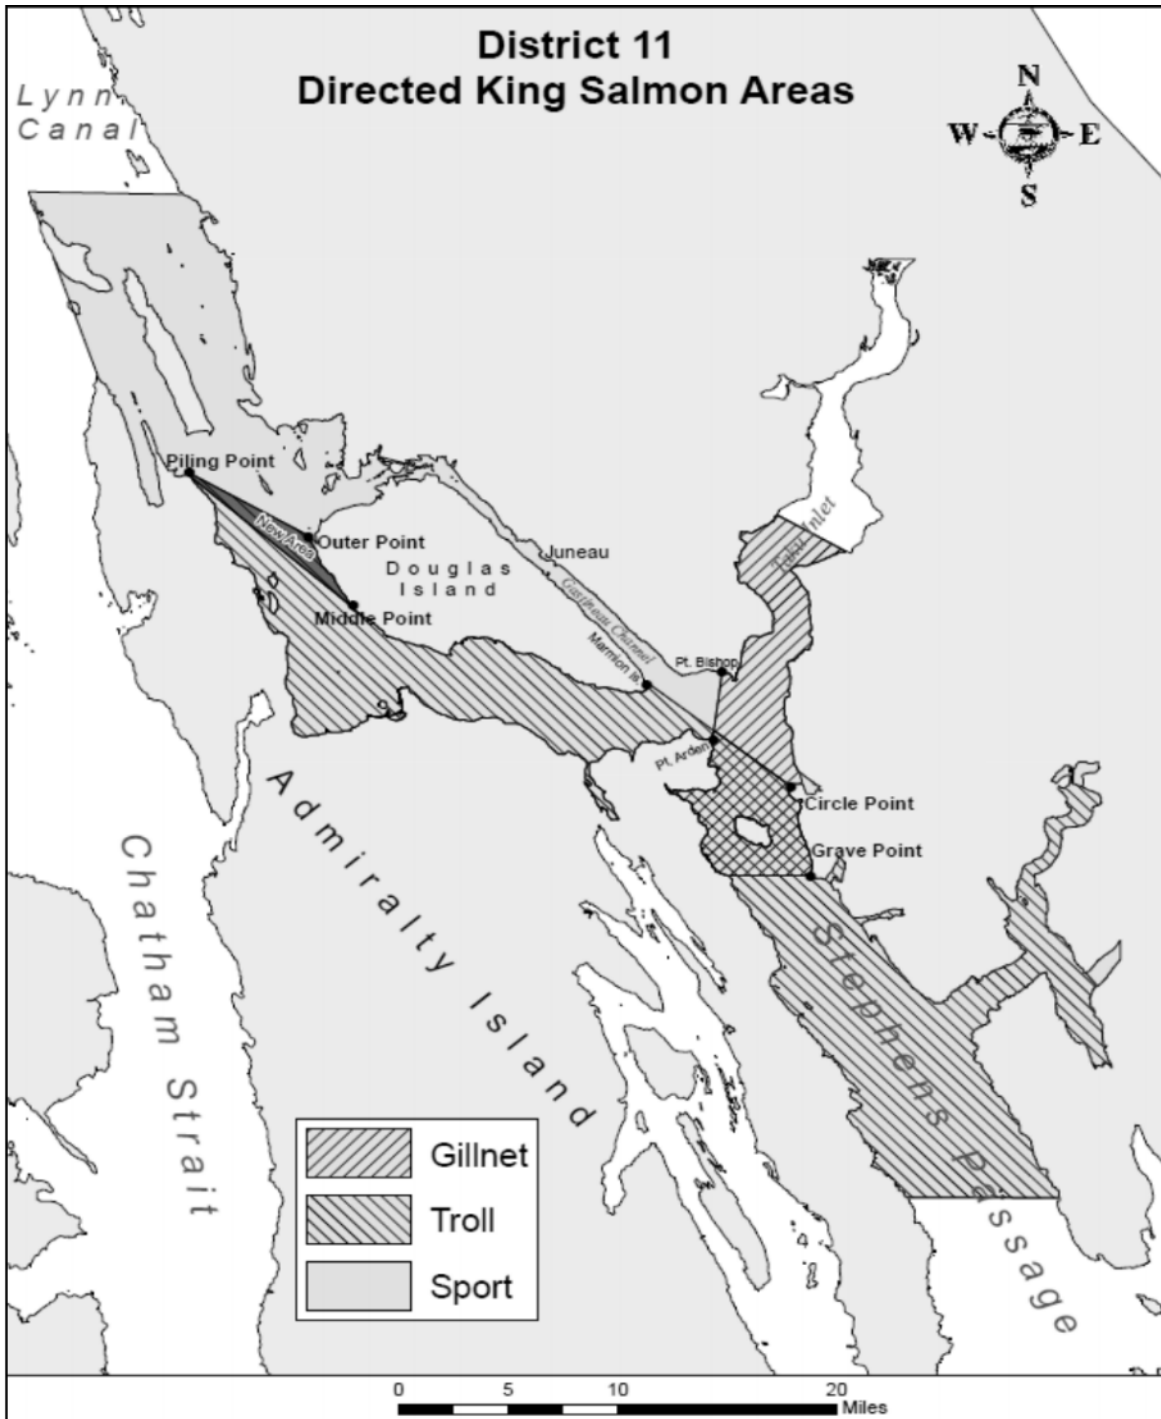 District 11
Directed King Salmon Areas
Lynn
Canal
N
W
E
S
Piling Point
New Area
Outer Point
Juneau
Douglas
Island
Middle Point
Gastineau Channel
Marmion Is.
Pt. Bishop
Taku Inlet
Pt. Arden
Circle Point
Grave Point
Admiralty Island
Chatham Strait
Stephens Passage
Gillnet
Troll
Sport
0
5
10
20
Miles